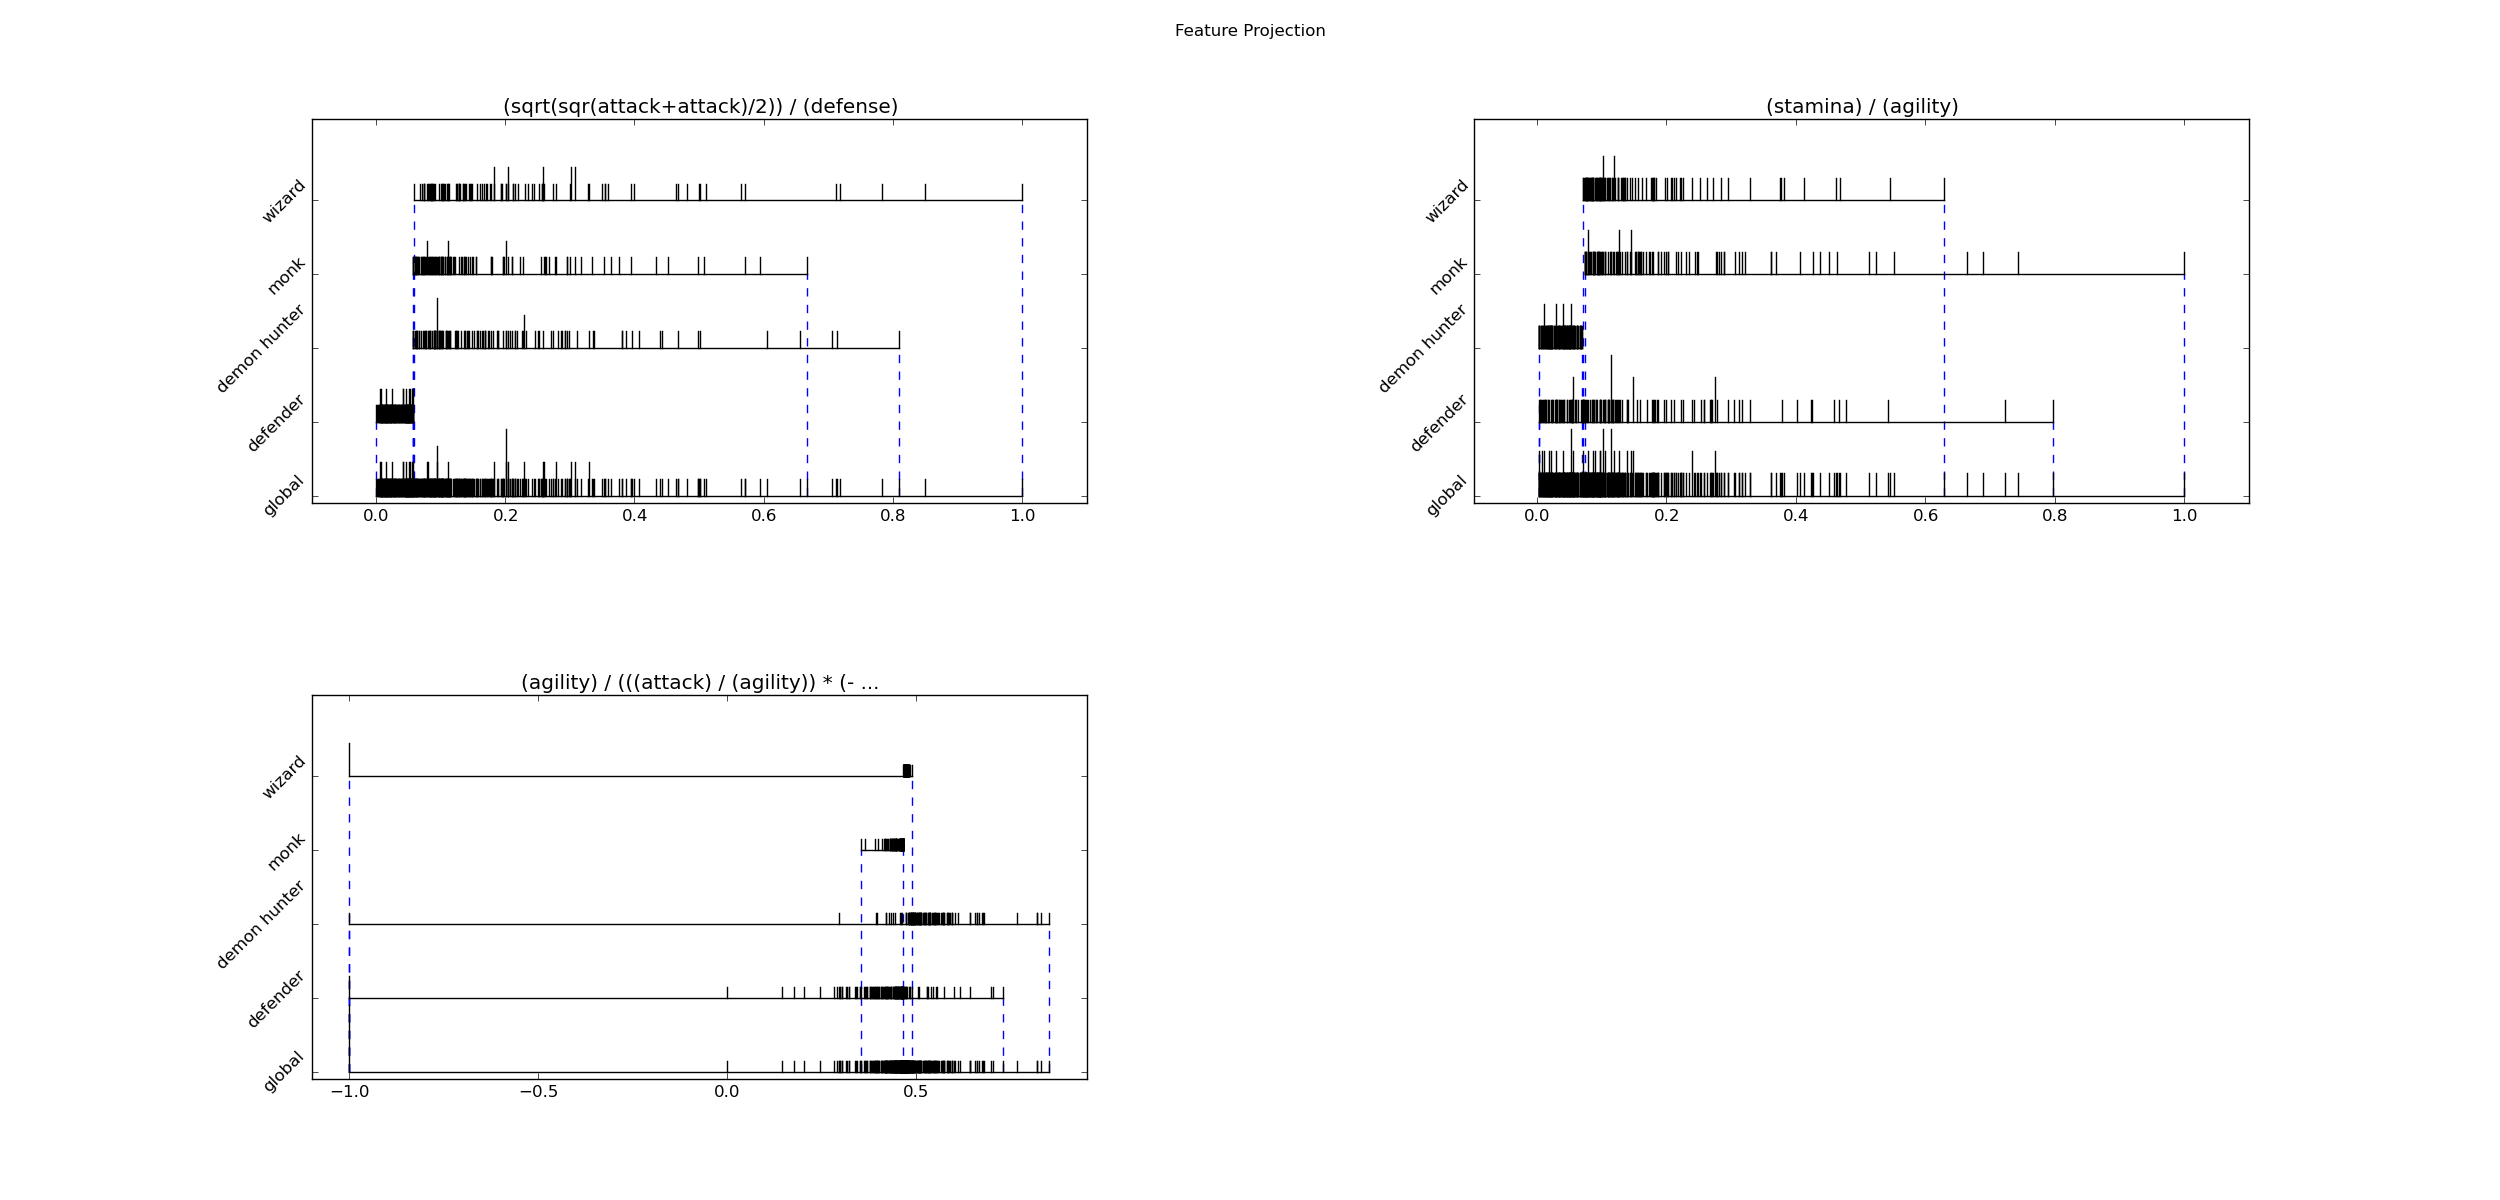 Feature Projection
(sqrt(sqr(attack+attack)/2)) / (defense)
wizard
monk
demon hunter
defender
global
0.0 0.2 0.4 0.6 0.8 1.0
(stamina) / (agility)
wizard
monk
demon hunter
defender
global
0.0 0.2 0.4 0.6 0.8 1.0
(agility) / (((attack) / (agility)) * (- ...
wizard
monk
demon hunter
defender
global
−1.0 −0.5 0.0 0.5